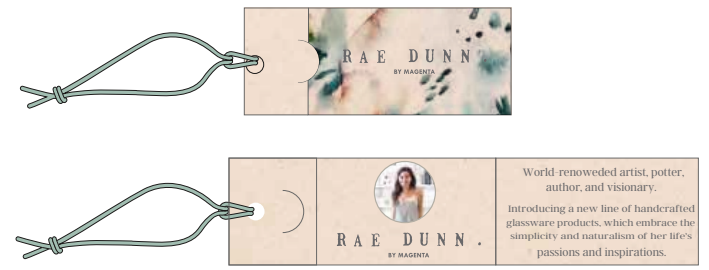 RAE DUNN
BY MAGENTA
World-renoweded artist, potter,
author, and visionary.
Introducing a new line of handcrafted
glassware products, which embrace the
simplicity and naturalism of her life's
passions and inspirations.
RAE DUNN.
BY MAGENTA